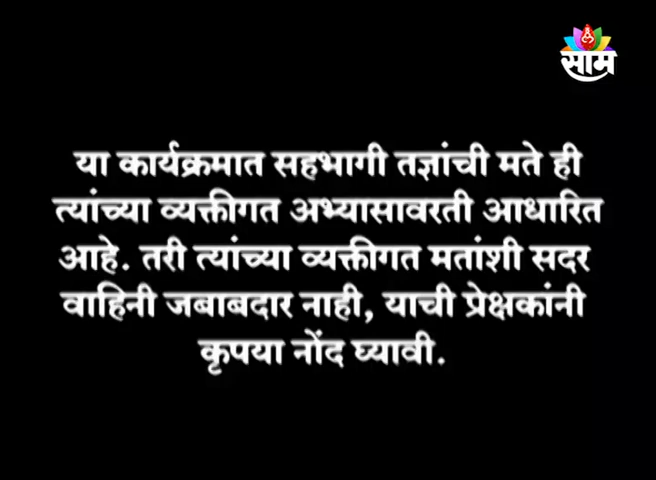 साम
या कार्यक्रमात सहभागी तज्ञांची मते ही
त्यांच्या व्यक्तीगत अभ्यासावरती आधारित
आहे. तरी त्यांच्या व्यक्तीगत मतांशी सदर
वाहिनी जबाबदार नाही, याची प्रेक्षकांनी
कृपया नोंद घ्यावी.